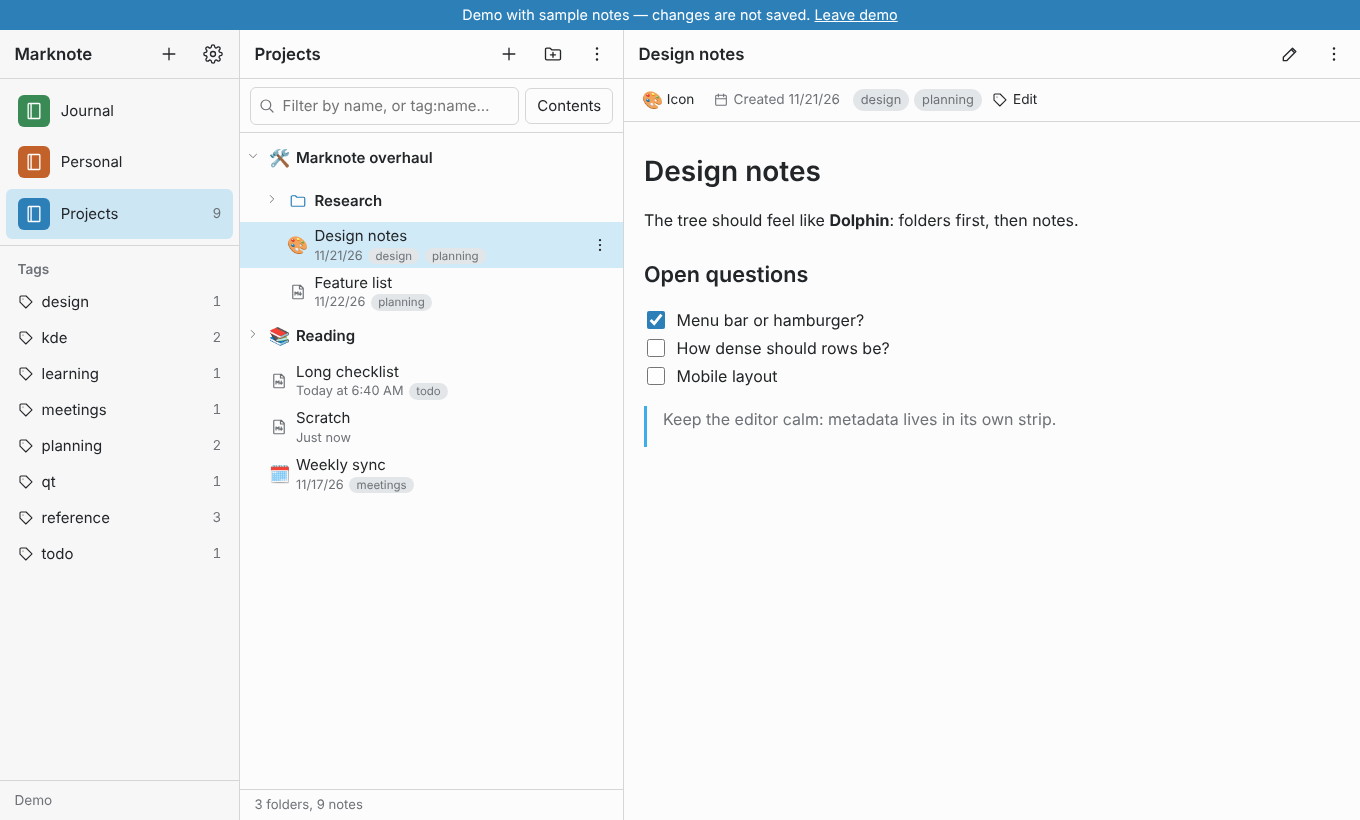 Demo with sample notes — changes are not saved. Leave demo
Marknote
Journal
Personal
Projects 9
Tags
design 1
kde 2
learning 1
meetings 1
planning 2
qt 1
reference 3
todo 1
Demo
Projects
Filter by name, or tag:name...
Contents
Marknote overhaul
Research
Design notes
11/21/26 design planning
Feature list
11/22/26 planning
Reading
Long checklist
Today at 6:40 AM todo
Scratch
Just now
Weekly sync
11/17/26 meetings
3 folders, 9 notes
Design notes
Icon Created 11/21/26 design planning Edit
Design notes
The tree should feel like Dolphin: folders first, then notes.
Open questions
Menu bar or hamburger?
How dense should rows be?
Mobile layout
Keep the editor calm: metadata lives in its own strip.